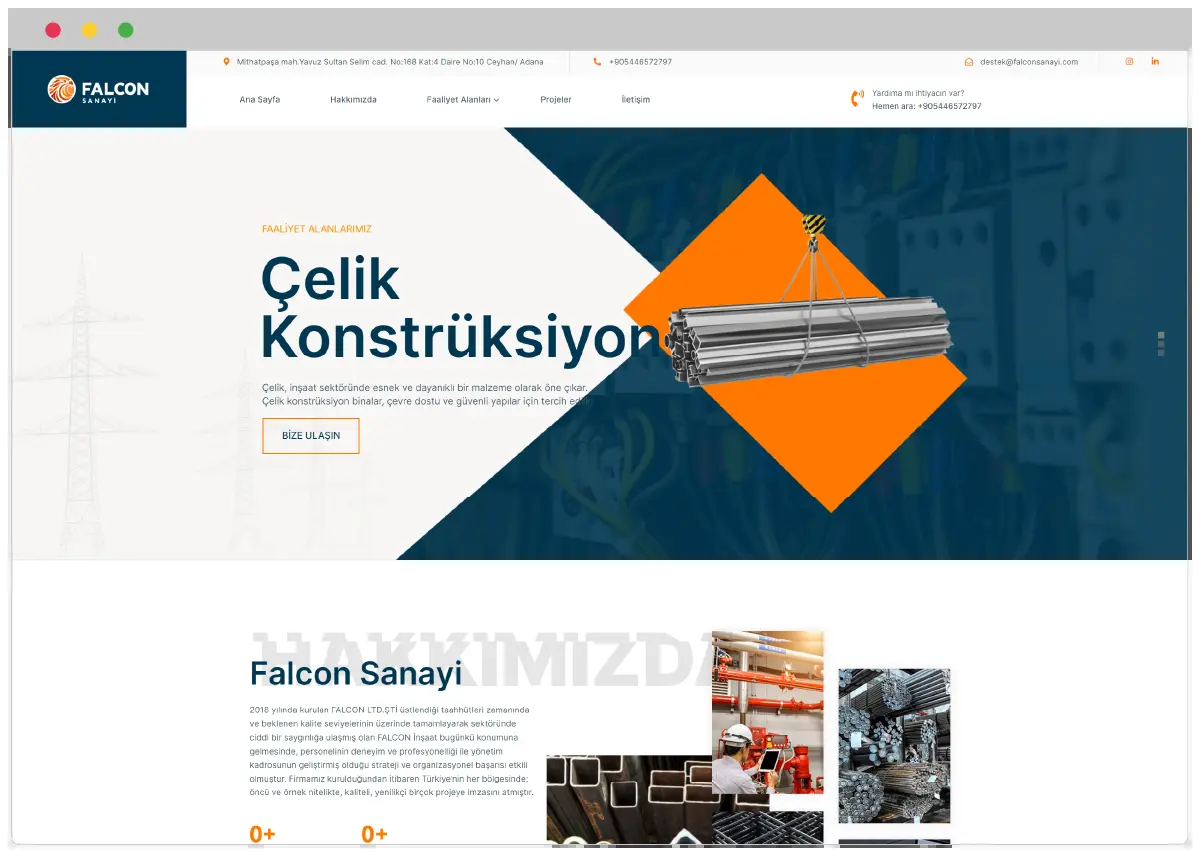 FALCON
SANAYI
Mithatpaşa mah.Yavuz Sultan Selim cad. No:168 Kat:4 Daire No:10 Ceyhan/ Adana
+905446572797
destek@falconsanayi.com
Ana Sayfa
Hakkımızda
Faaliyet Alanları
Projeler
İletişim
Yardıma mı ihtiyacın var?
Hemen ara: +905446572797
FAALİYET ALANLARIMIZ
Çelik
Konstrüksiyon
Çelik, inşaat sektöründe esnek ve dayanıklı bir malzeme olarak öne çıkar.
Çelik konstrüksiyon binalar, çevre dostu ve güvenli yapılar için tercih
BİZE ULAŞIN
HAKKIMIZDA
Falcon Sanayi
2018 yılında kurulan FALCON LTD.ŞTİ üstlendiği taahhütleri zamanında
ve beklenen kalite seviyelerinin üzerinde tamamlayarak sektöründe
ciddi bir saygınlığa ulaşmış olan FALCON İnşaat bugünkü konumuna
gelmesinde, personelinin deneyim ve profesyonelliği ile yönetim
kadrosunun geliştirmiş olduğu strateji ve organizasyonel başarısı etkili
olmuştur. Firmamız kurulduğundan itibaren Türkiye'nin her bölgesinde;
öncü ve örnek nitelikte, kaliteli, yenilikçi birçok projeye imzasını atmıştır.
0+
0+